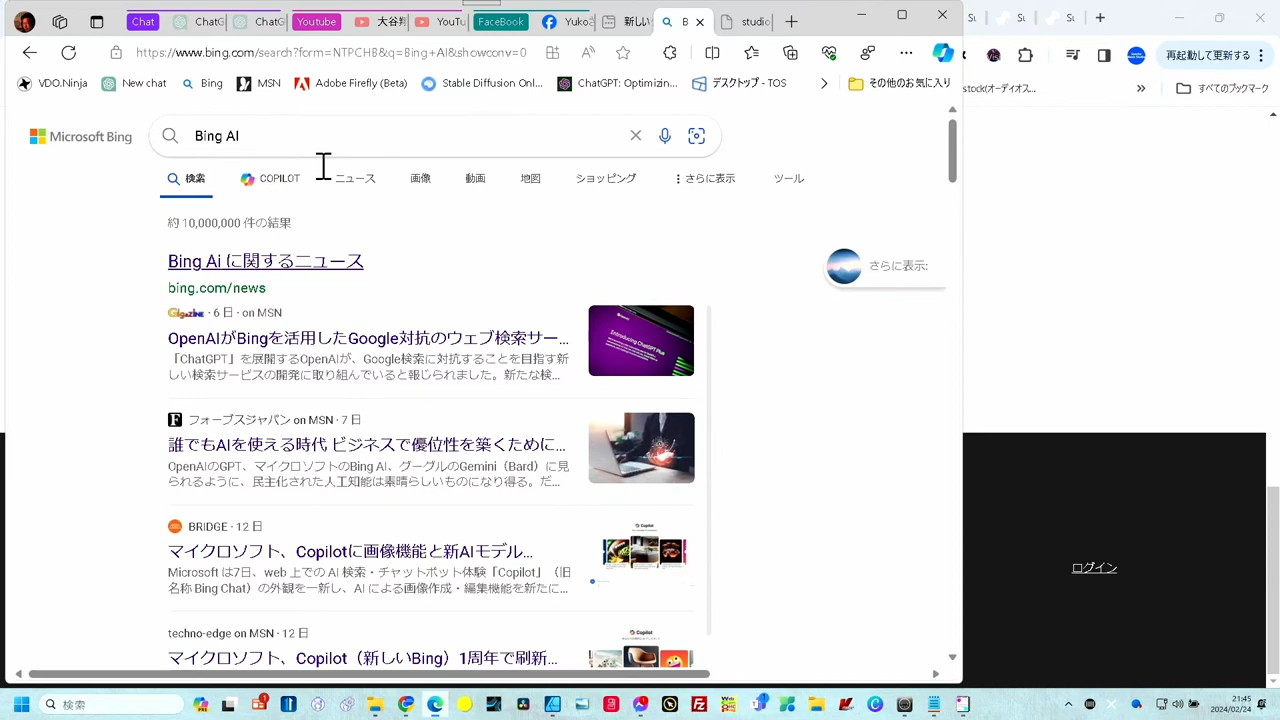 Chat
ChatG
ChatG
Youtube
大谷翔
YouTu
FaceBook
Yukio
新しい
B
studic
https://www.bing.com/search?form=NTPCHB&q=Bing+AI&showconv=0
再起動して更新する
VDO.Ninja
New chat
Bing
MSN
Adobe Firefly (Beta)
Stable Diffusion Onl...
ChatGPT: Optimizin...
デスクトップ - TOS
その他のお気に入り
stock(オーディオス...
すべてのブックマーク
Microsoft Bing
Bing AI
検索
COPILOT
ニュース
画像
動画
地図
ショッピング
さらに表示
ツール
約 10,000,000 件の結果
Bing Ai に関するニュース
bing.com/news
さらに表示:
GIGAZINE · 6 日 · on MSN
OpenAIがBingを活用したGoogle対抗のウェブ検索サー...
「ChatGPT」を展開するOpenAIが、Google検索に対抗することを目指す新
しい検索サービスの開発に取り組んでいると報じられました。新たな検...
Introducing ChatGPT Plus
フォーブスジャパン on MSN · 7 日
誰でもAIを使える時代 ビジネスで優位性を築くために...
OpenAIのGPT、マイクロソフトのBing AI、グーグルのGemini（Bard）に見
られるように、民主化された人工知能は素晴らしいものになり得る。だ...
BRIDGE · 12 日
マイクロソフト、Copilotに画像機能と新AIモデル...
Microsoft は7日、web 上での AI 検索・チャットボット体験「Copilot」（旧
名称 Bing Chat）の外観を一新し、AI による画像作成・編集機能を新たに...
Copilot
techno-edge on MSN · 12 日
マイクロソフト、Copilot（新しいBing）1周年で刷新...
Copilot
ログイン
検索
2024/02/24